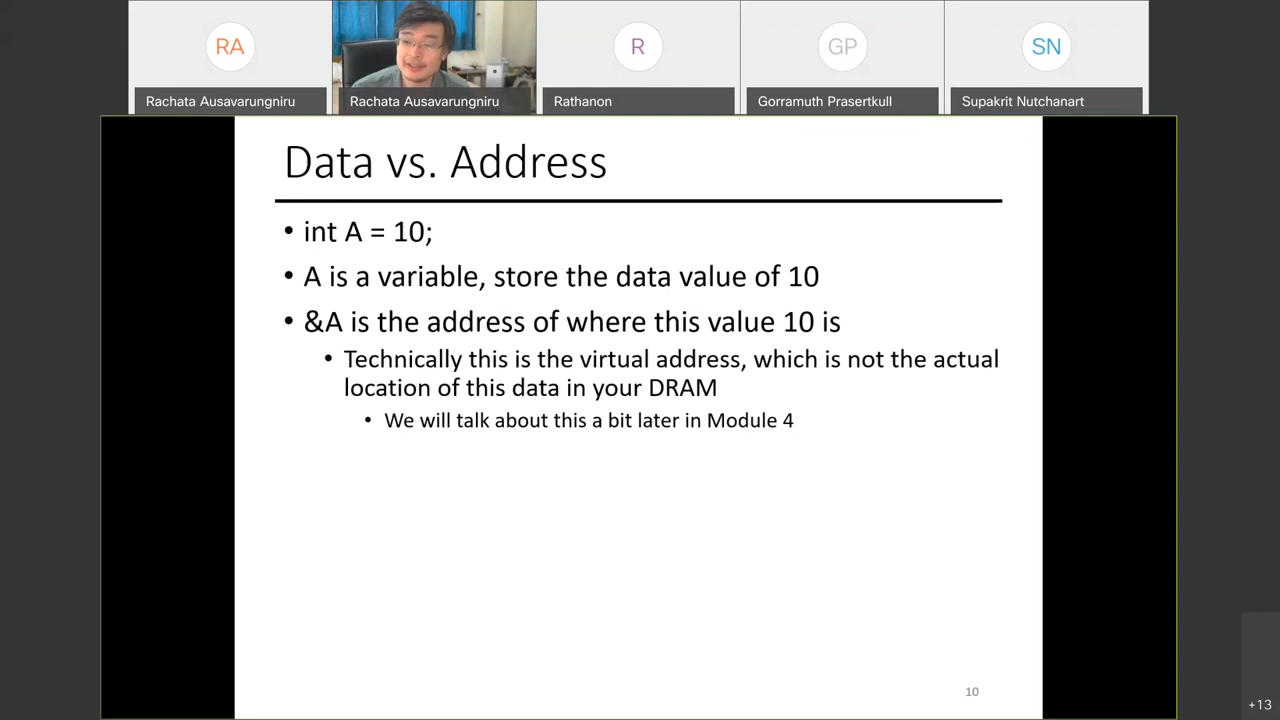 RA
R
GP
SN
Rachata Ausavarungniru
Rachata Ausavarungniru
Rathanon
Gorramuth Prasertkull
Supakrit Nutchanart
Data vs. Address
• int A = 10;
• A is a variable, store the data value of 10
• &A is the address of where this value 10 is
• Technically this is the virtual address, which is not the actual
location of this data in your DRAM
• We will talk about this a bit later in Module 4
10
+13